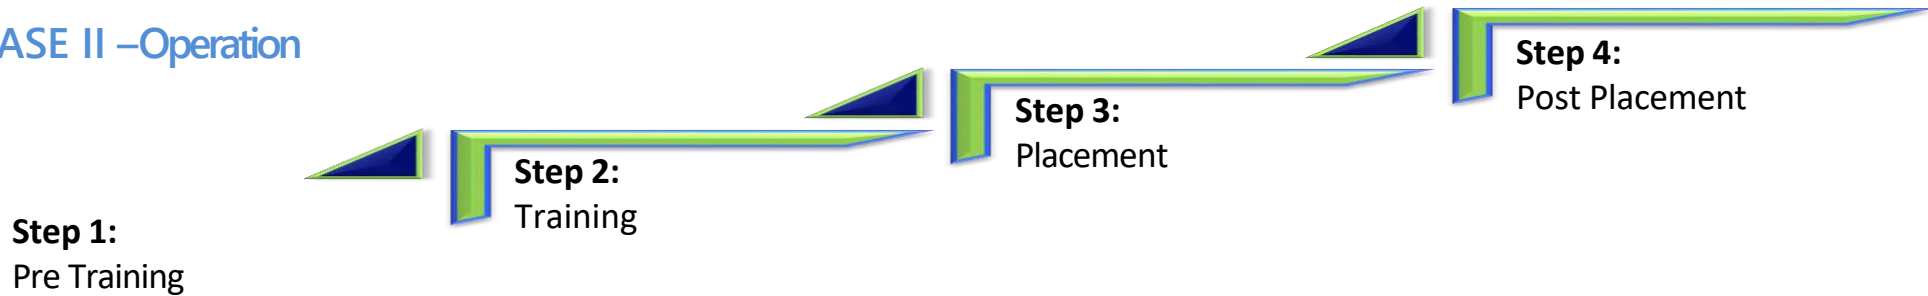 ASE II –Operation
Step 1:
Pre Training
Step 2:
Training
Step 3:
Placement
Step 4:
Post Placement